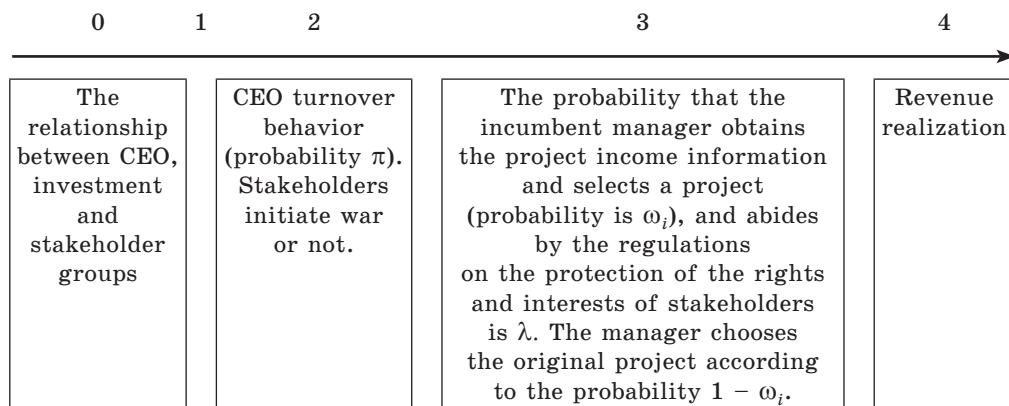 0 1 2 3 4
The
relationship
between CEO,
investment
and
stakeholder
groups
CEO turnover
behavior
(probability π).
Stakeholders
initiate war
or not.
The probability that the
incumbent manager obtains
the project income information
and selects a project
(probability is ωᵢ), and abides
by the regulations
on the protection of the rights
and interests of stakeholders
is λ. The manager chooses
the original project according
to the probability 1 − ωᵢ.
Revenue
realization